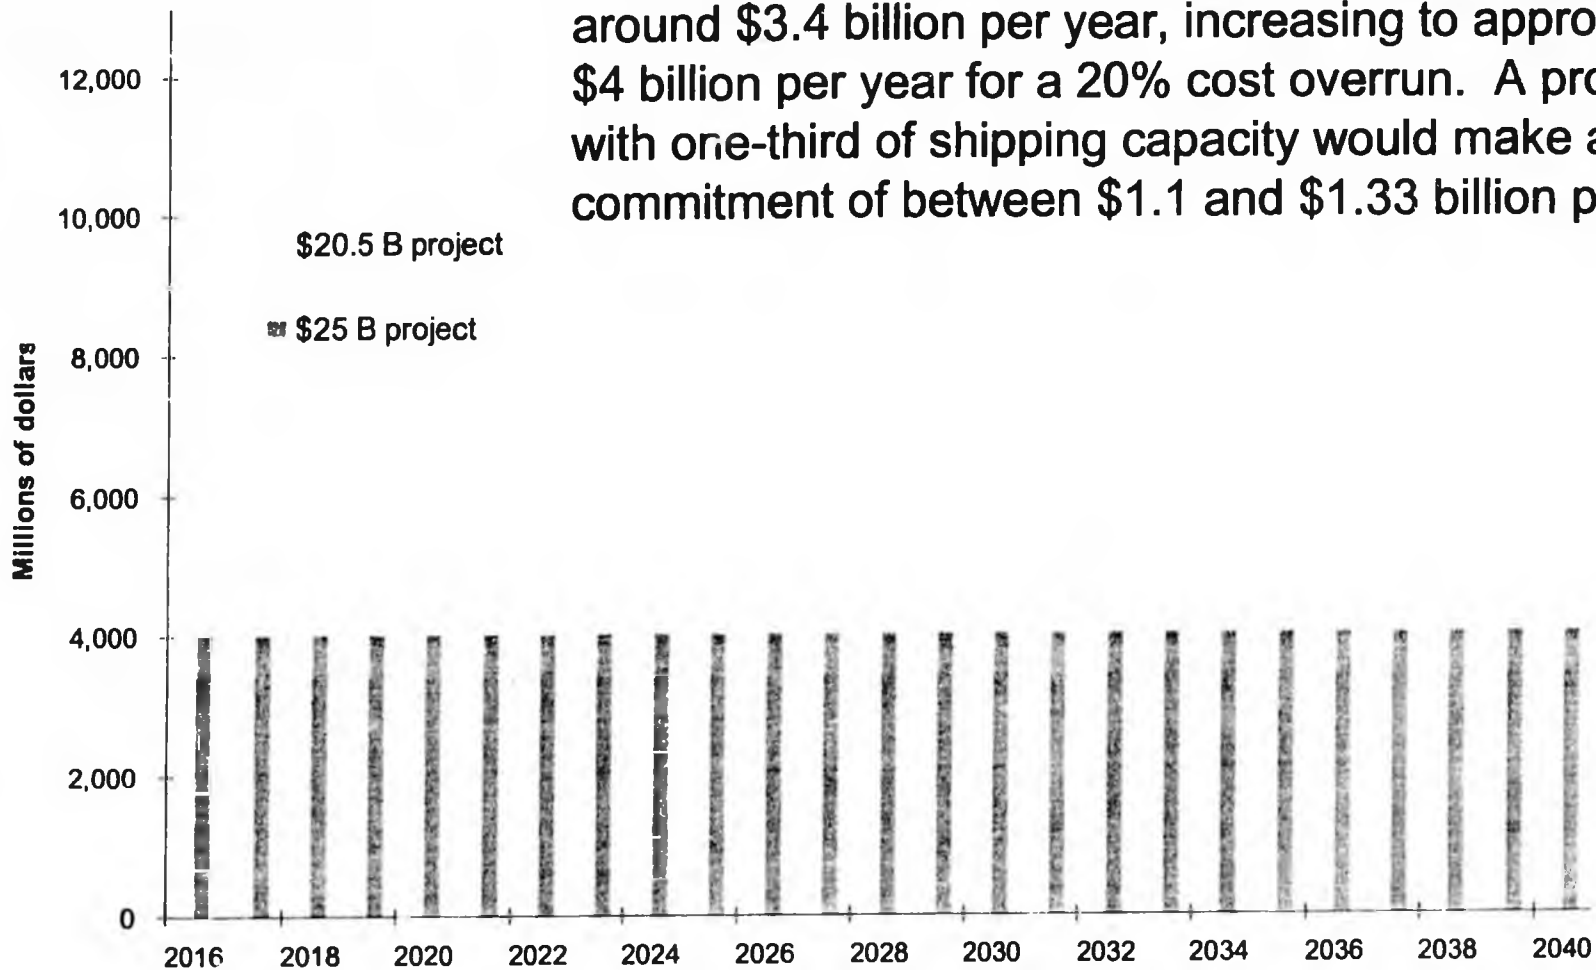 around $3.4 billion per year, increasing to appro
$4 billion per year for a 20% cost overrun. A pro
with one-third of shipping capacity would make a
commitment of between $1.1 and $1.33 billion p
12,000
10,000
8,000
6,000
4,000
2,000
0
Millions of dollars
$20.5 B project
$25 B project
2016 2018 2020 2022 2024 2026 2028 2030 2032 2034 2036 2038 2040